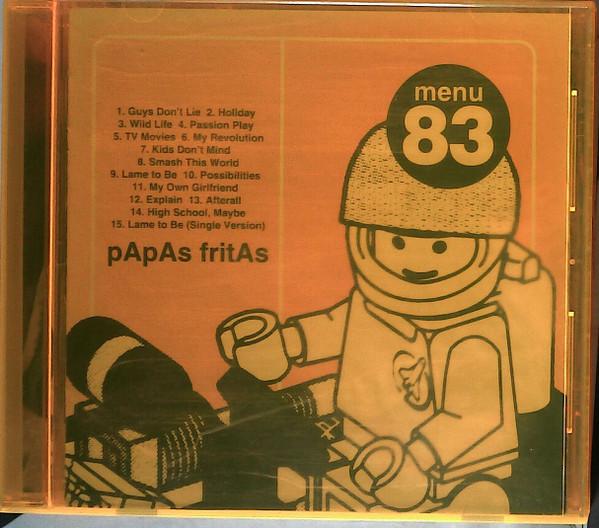 menu
83
1. Guys Don't Lie 2. Holiday
3. Wild Life 4. Passion Play
5. TV Movies 6. My Revolution
7. Kids Don't Mind
8. Smash This World
9. Lame to Be 10. Possibilities
11. My Own Girlfriend
12. Explain 13. Afterall
14. High School, Maybe
15. Lame to Be (Single Version)
pApAs fritAs